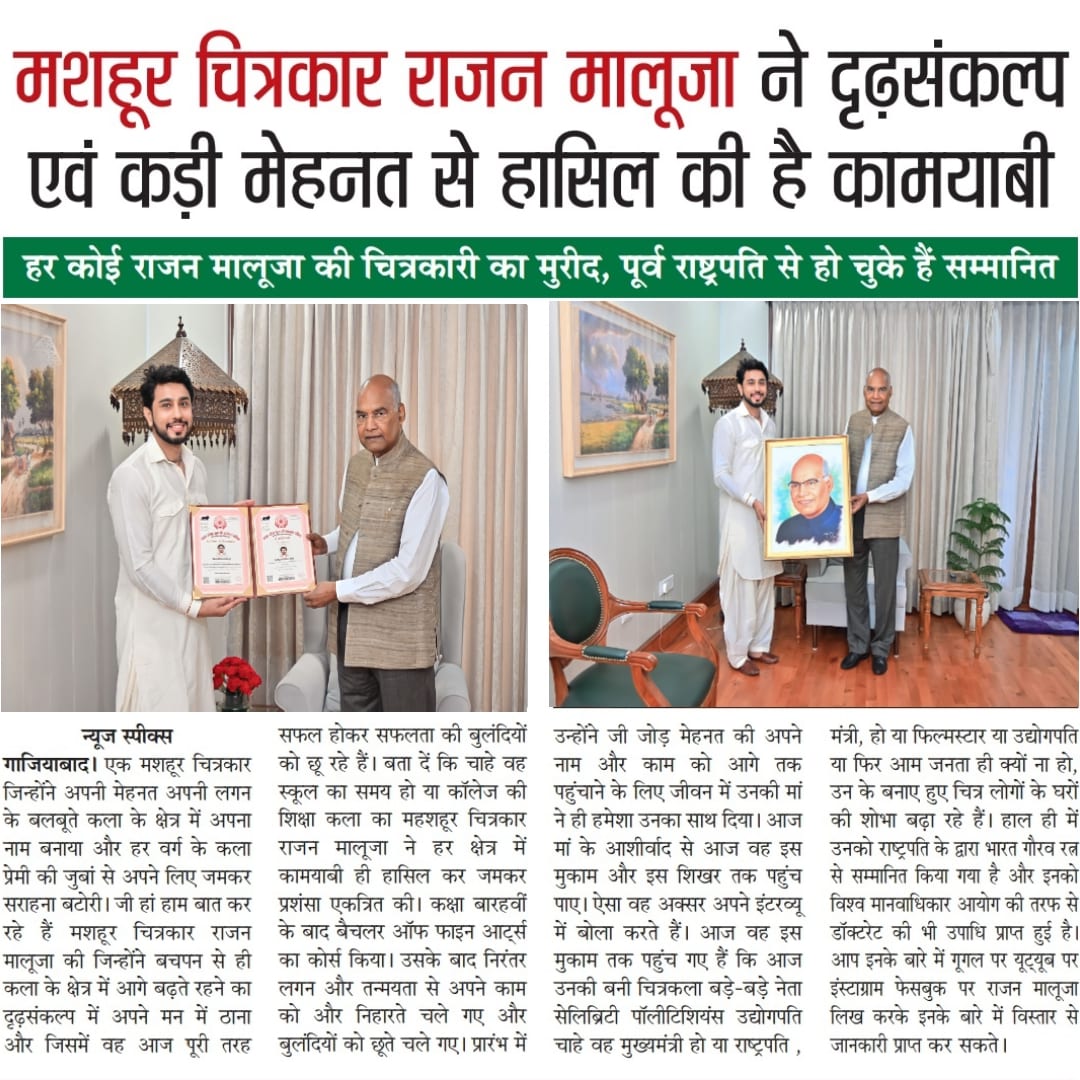 मशहूर चित्रकार राजन मालूजा ने दृढ़संकल्प
एवं कड़ी मेहनत से हासिल की है कामयाबी
हर कोई राजन मालूजा की चित्रकारी का मुरीद, पूर्व राष्ट्रपति से हो चुके हैं सम्मानित
न्यूज स्पीक्स
गाजियाबाद। एक मशहूर चित्रकार
जिन्होंने अपनी मेहनत अपनी लगन
के बलबूते कला के क्षेत्र में अपना
नाम बनाया और हर वर्ग के कला
प्रेमी की जुबां से अपने लिए जमकर
सराहना बटोरी। जी हां हाम बात कर
रहे हैं मशहूर चित्रकार राजन
मालूजा की जिन्होंने बचपन से ही
कला के क्षेत्र में आगे बढ़ते रहने का
दृढ़संकल्प में अपने मन में ठाना
और जिसमें वह आज पूरी तरह
सफल होकर सफलता की बुलंदियों
को छू रहे हैं। बता दें कि चाहे वह
स्कूल का समय हो या कॉलेज की
शिक्षा कला का महशहूर चित्रकार
राजन मालूजा ने हर क्षेत्र में
कामयाबी ही हासिल कर जमकर
प्रशंसा एकत्रित की। कक्षा बारहवीं
के बाद बैचलर ऑफ फाइन आर्ट्स
का कोर्स किया। उसके बाद निरंतर
लगन और तन्मयता से अपने काम
को और निहारते चले गए और
बुलंदियों को छूते चले गए। प्रारंभ में
उन्होंने जी जोड़ मेहनत की अपने
नाम और काम को आगे तक
पहुंचाने के लिए जीवन में उनकी मां
ने ही हमेशा उनका साथ दिया। आज
मां के आशीर्वाद से आज वह इस
मुकाम और इस शिखर तक पहुंच
पाए। ऐसा वह अक्सर अपने इंटरव्यू
में बोला करते हैं। आज वह इस
मुकाम तक पहुंच गए हैं कि आज
उनकी बनी चित्रकला बड़े-बड़े नेता
सेलिब्रिटी पॉलीटिशियंस उद्योगपति
चाहे वह मुख्यमंत्री हो या राष्ट्रपति ,
मंत्री, हो या फिल्मस्टार या उद्योगपति
या फिर आम जनता ही क्यों ना हो,
उन के बनाए हुए चित्र लोगों के घरों
की शोभा बढ़ा रहे हैं। हाल ही में
उनको राष्ट्रपति के द्वारा भारत गौरव रत्न
से सम्मानित किया गया है और इनको
विश्व मानवाधिकार आयोग की तरफ से
डॉक्टरेट की भी उपाधि प्राप्त हुई है।
आप इनके बारे में गूगल पर यूट्यूब पर
इंस्टाग्राम फेसबुक पर राजन मालूजा
लिख करके इनके बारे में विस्तार से
जानकारी प्राप्त कर सकते।